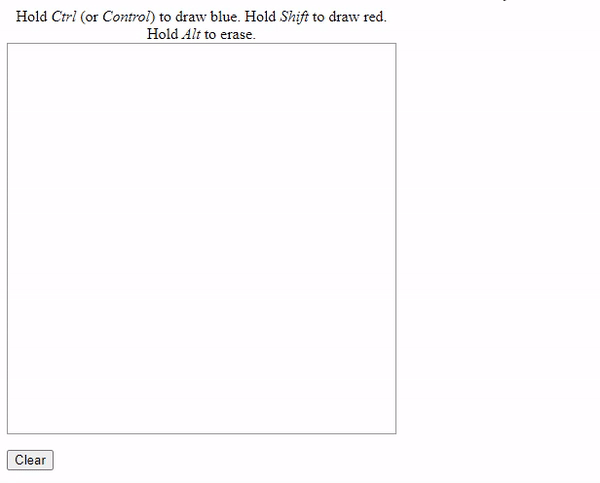 Hold Ctrl (or Control) to draw blue. Hold Shift to draw red.
Hold Alt to erase.
Clear